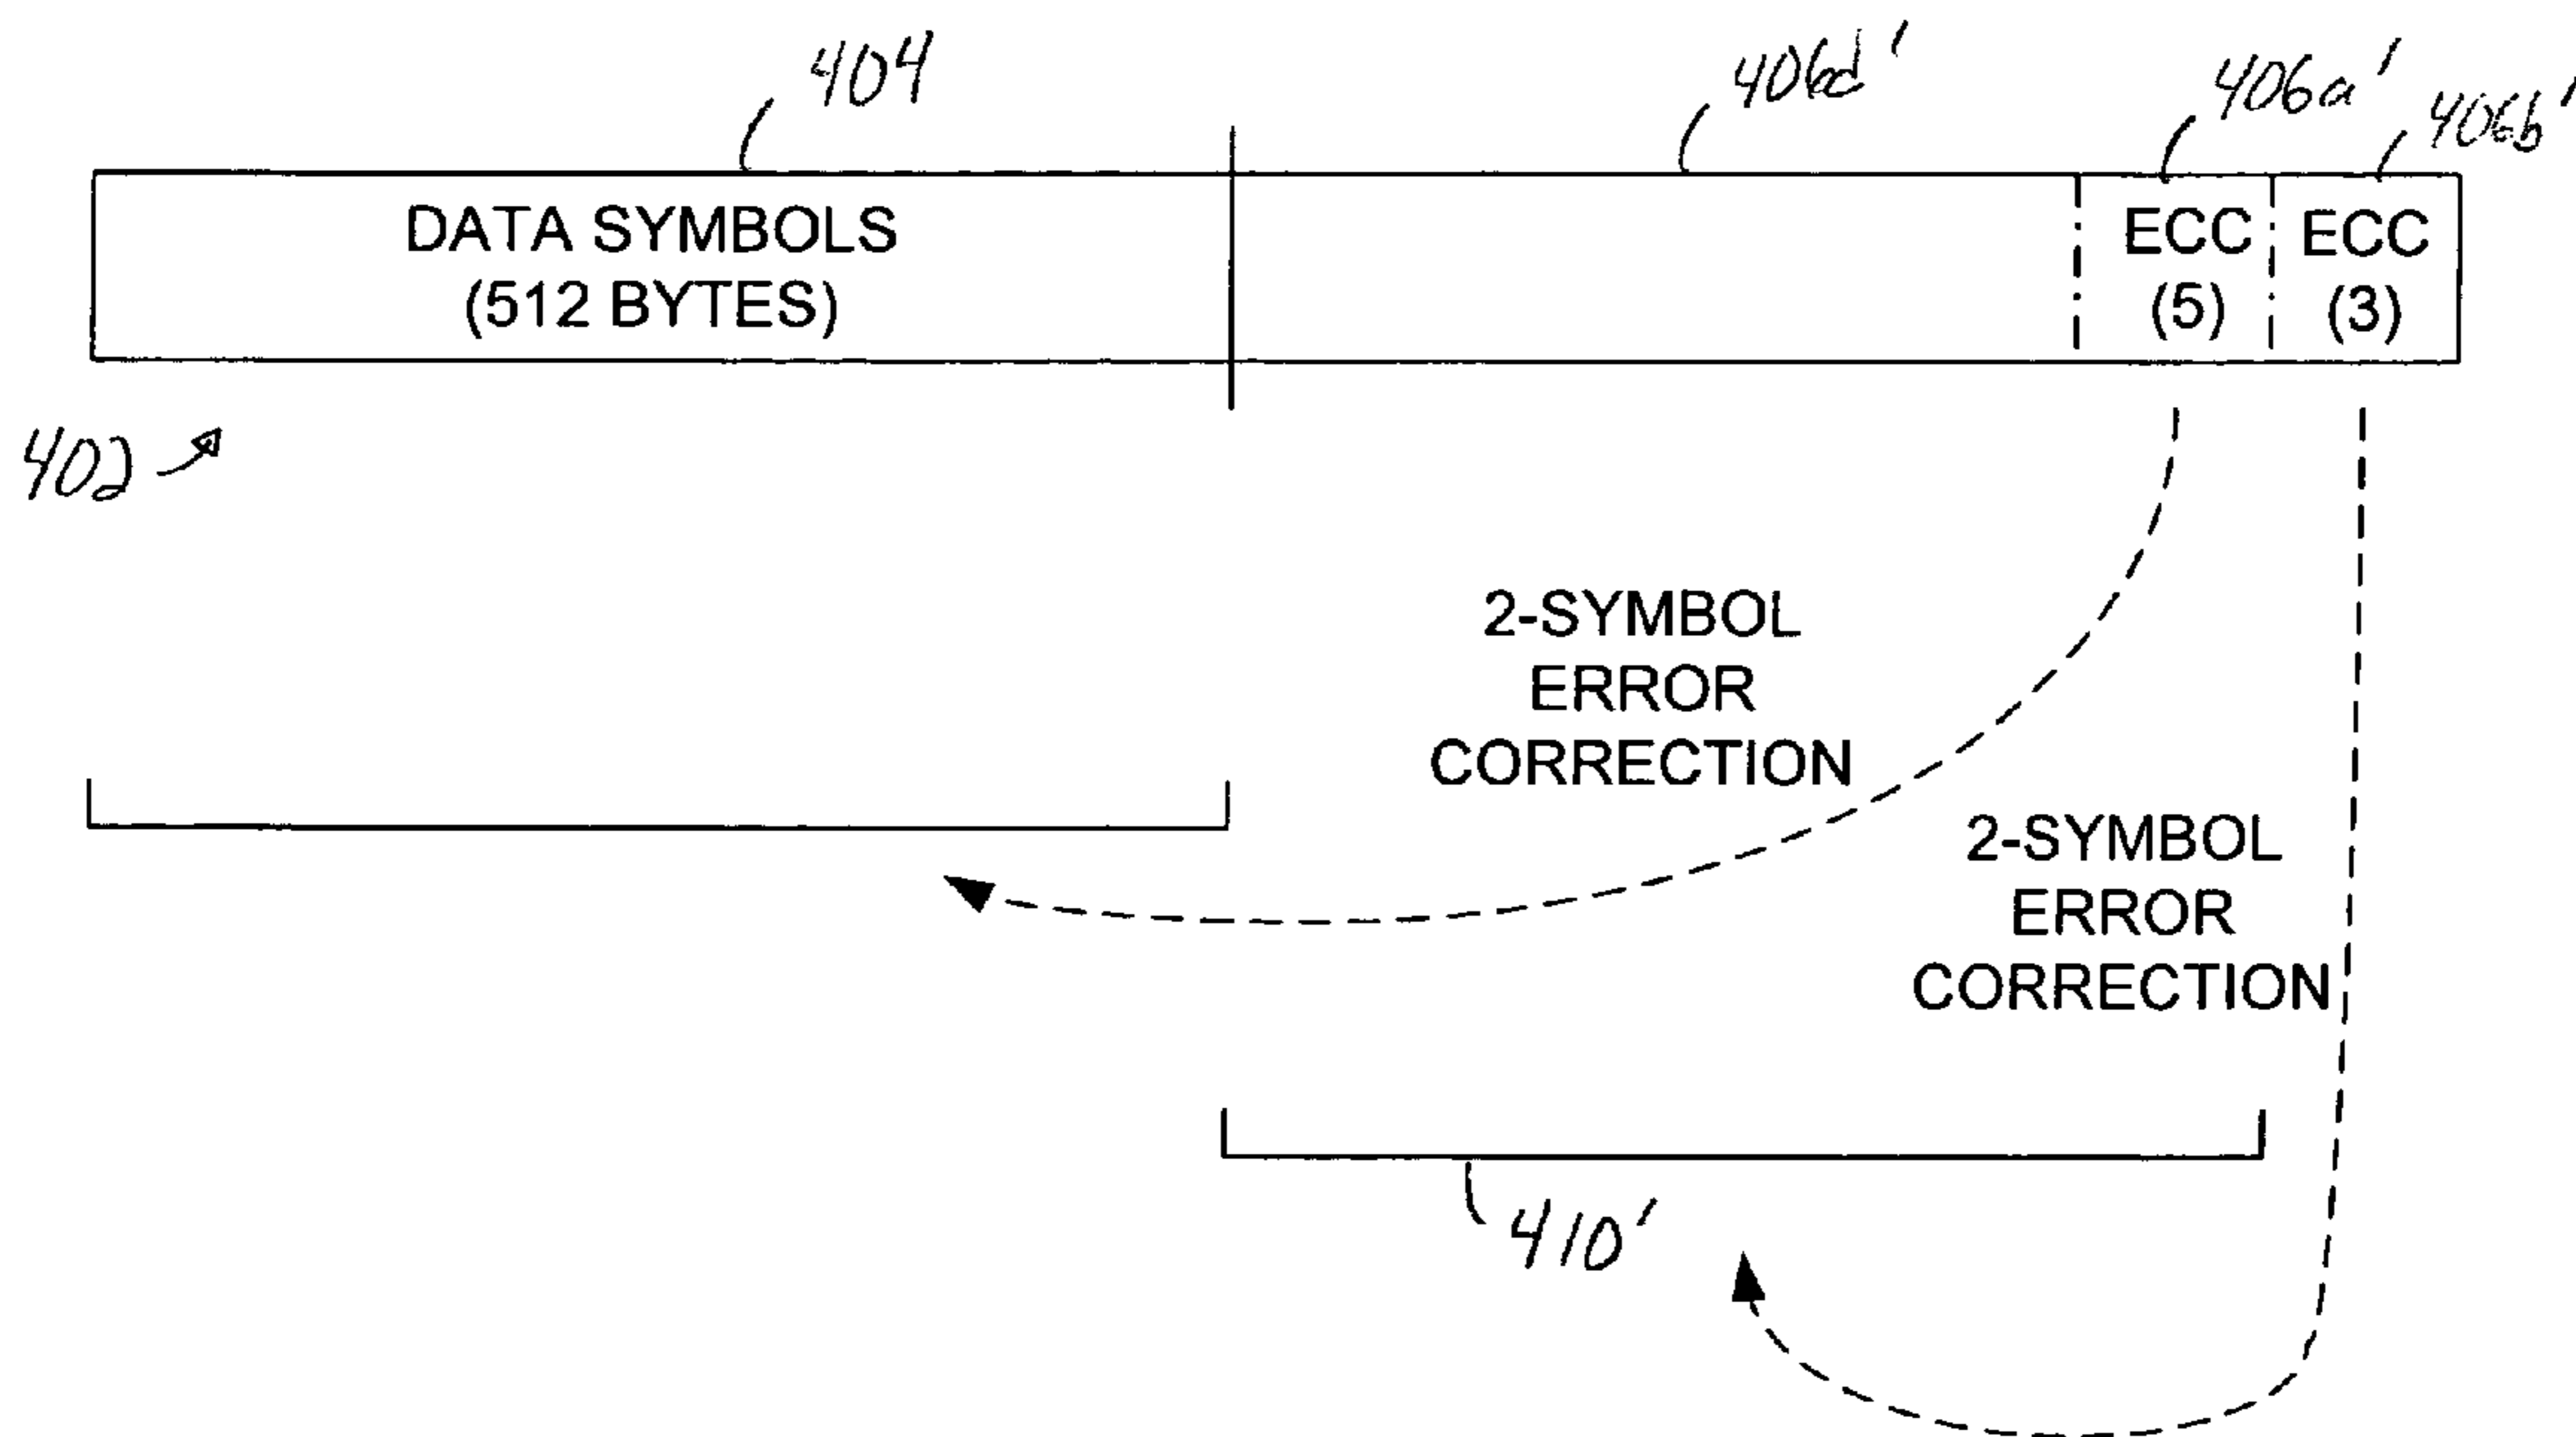 404
406d'
406a'
406b'
DATA SYMBOLS
(512 BYTES)
ECC
(5)
ECC
(3)
402
2-SYMBOL
ERROR
CORRECTION
2-SYMBOL
ERROR
CORRECTION
410'